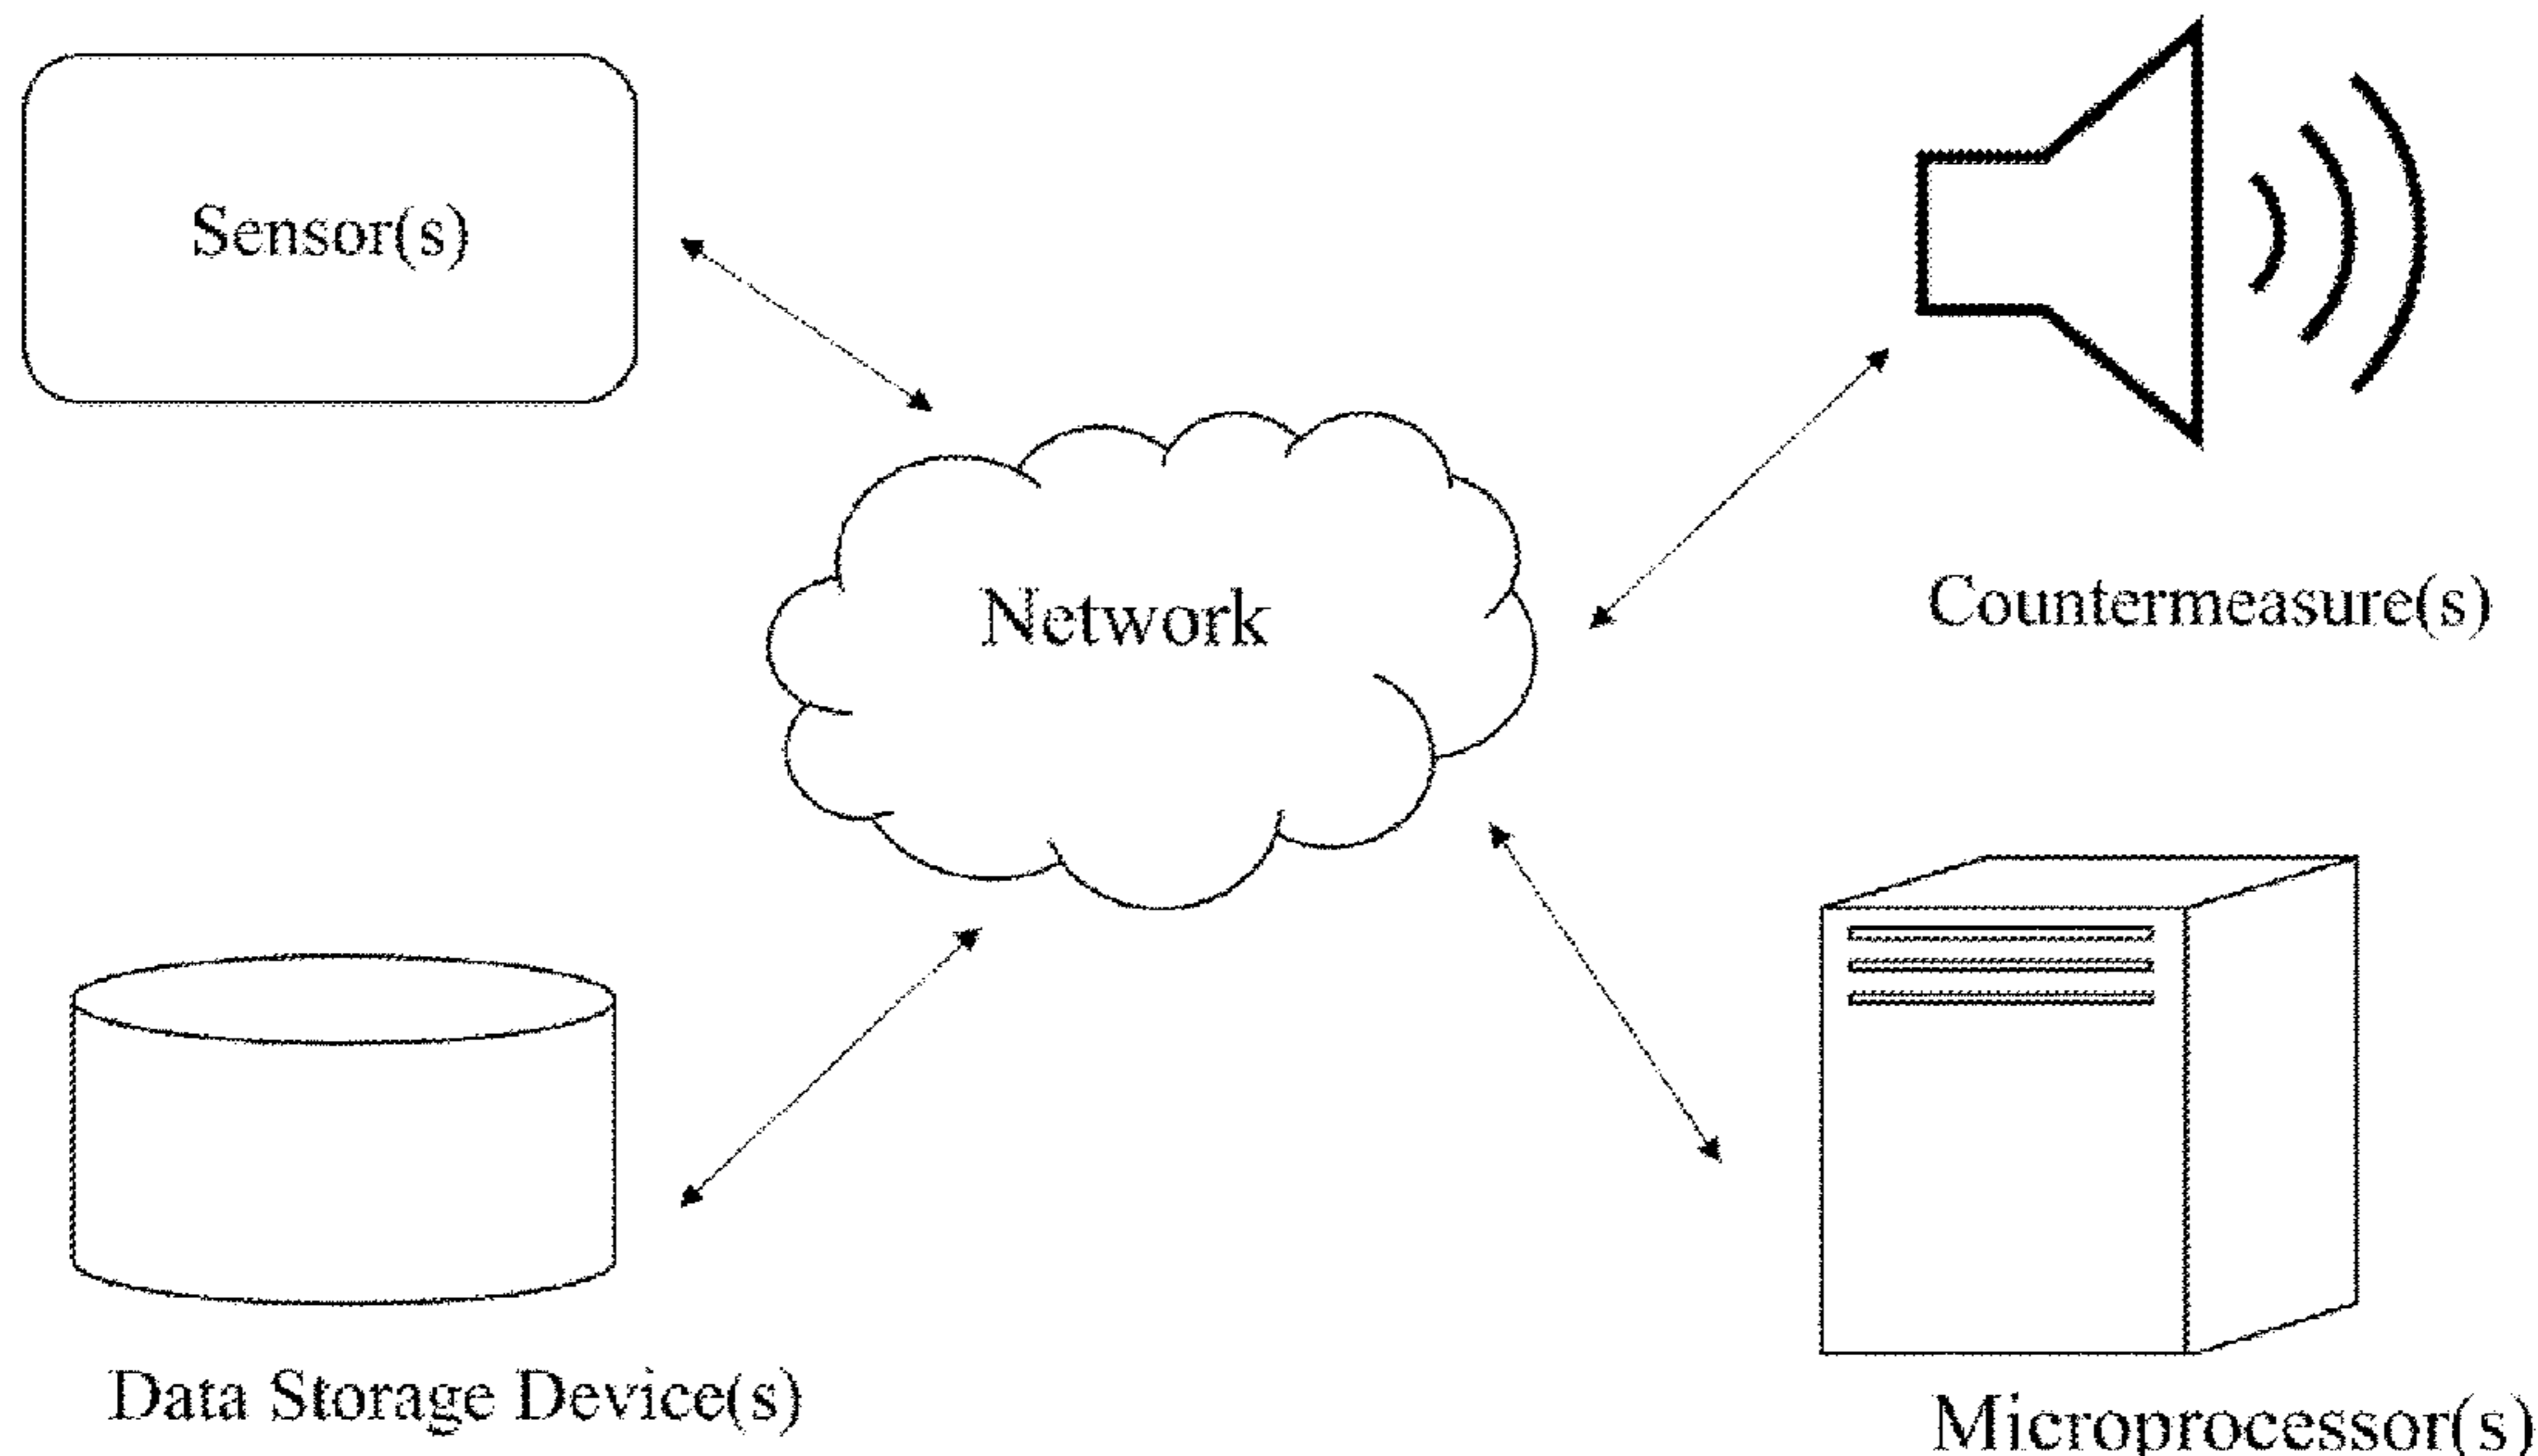 Sensor(s)
Network
Countermeasure(s)
Data Storage Device(s)
Microprocessor(s)